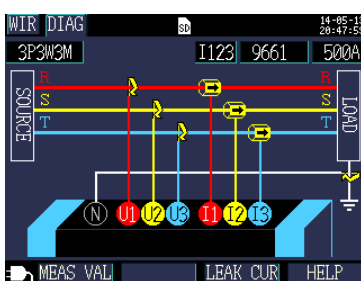 WIR DIAG SD 14-05-1
20:47:5
3P3W3M I123 9661 500A
R R
S S
T T
SOURCE LOAD
N U1 U2 U3 I1 I2 I3
MEAS VAL LEAK CUR HELP